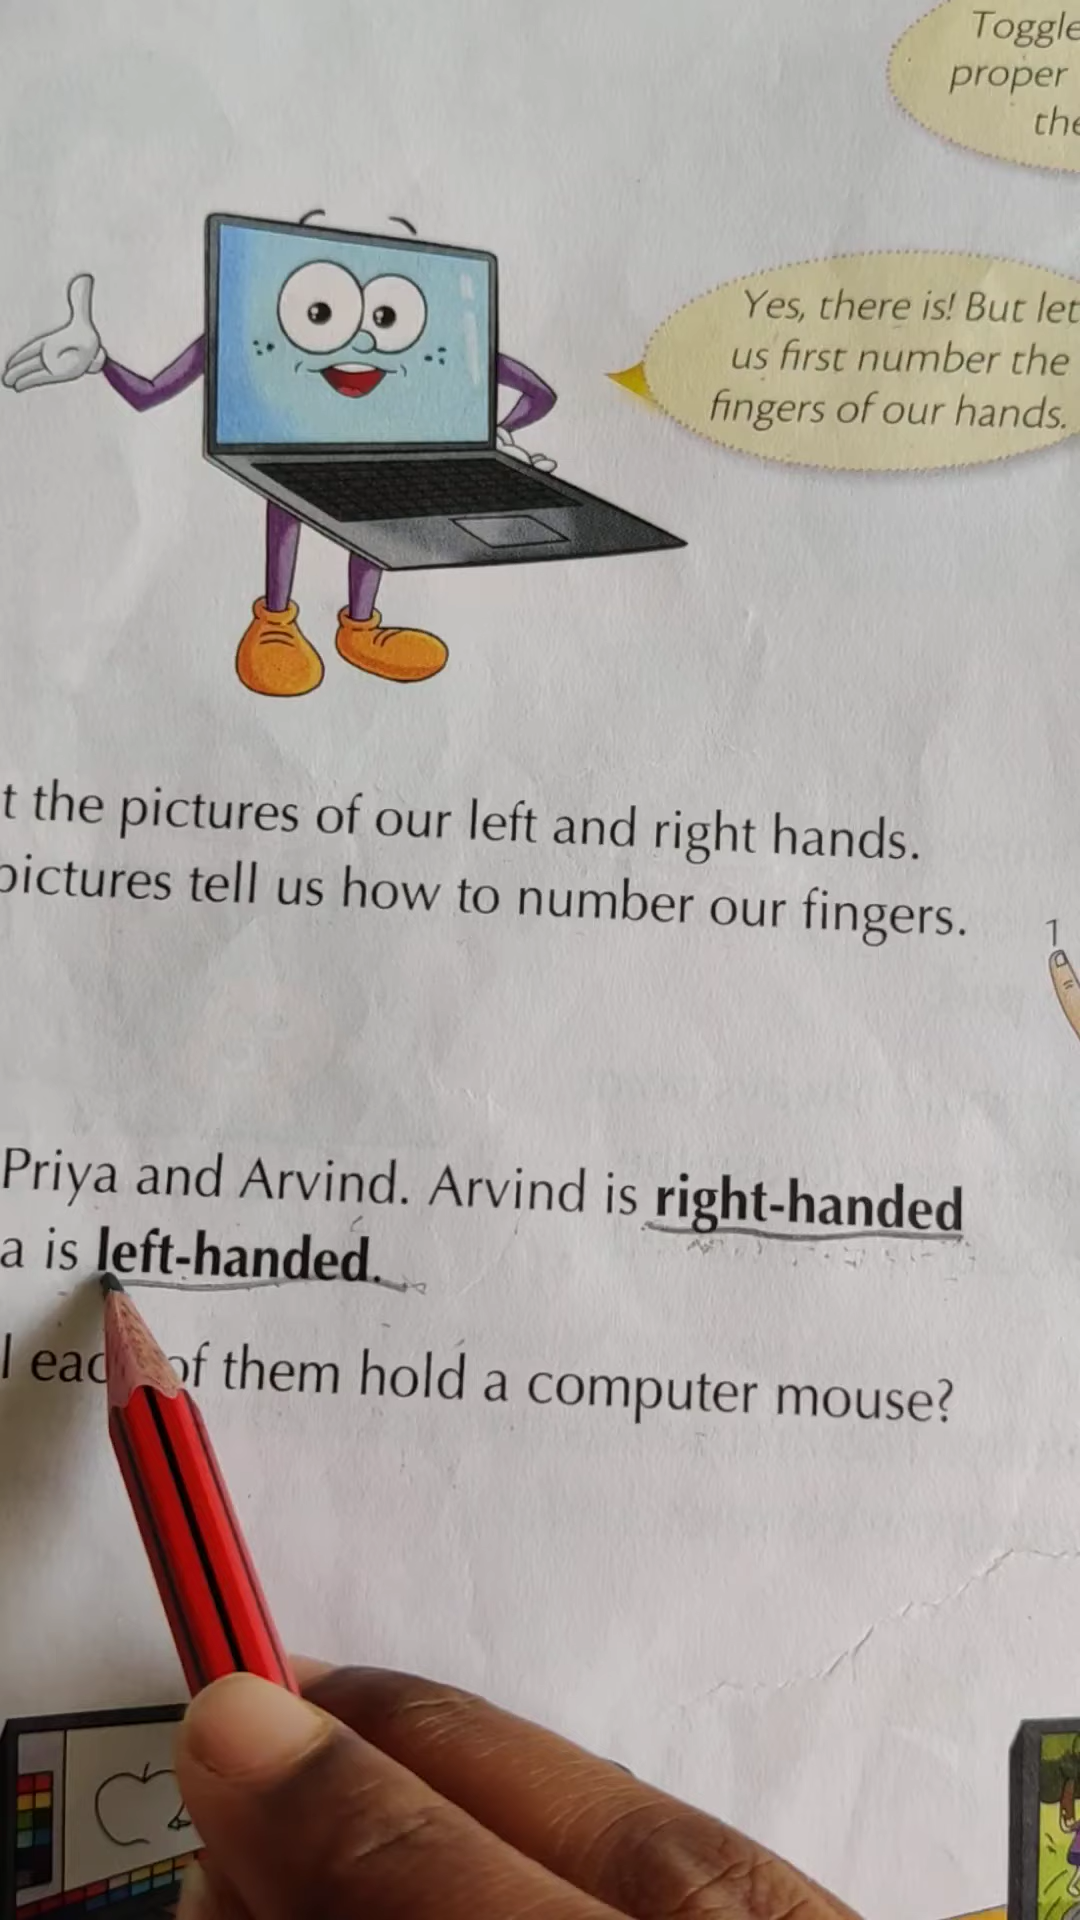 Toggle
proper
the
Yes, there is! But let
us first number the
fingers of our hands.
t the pictures of our left and right hands.
pictures tell us how to number our fingers.
1
Priya and Arvind. Arvind is right-handed
a is left-handed.
l each of them hold a computer mouse?